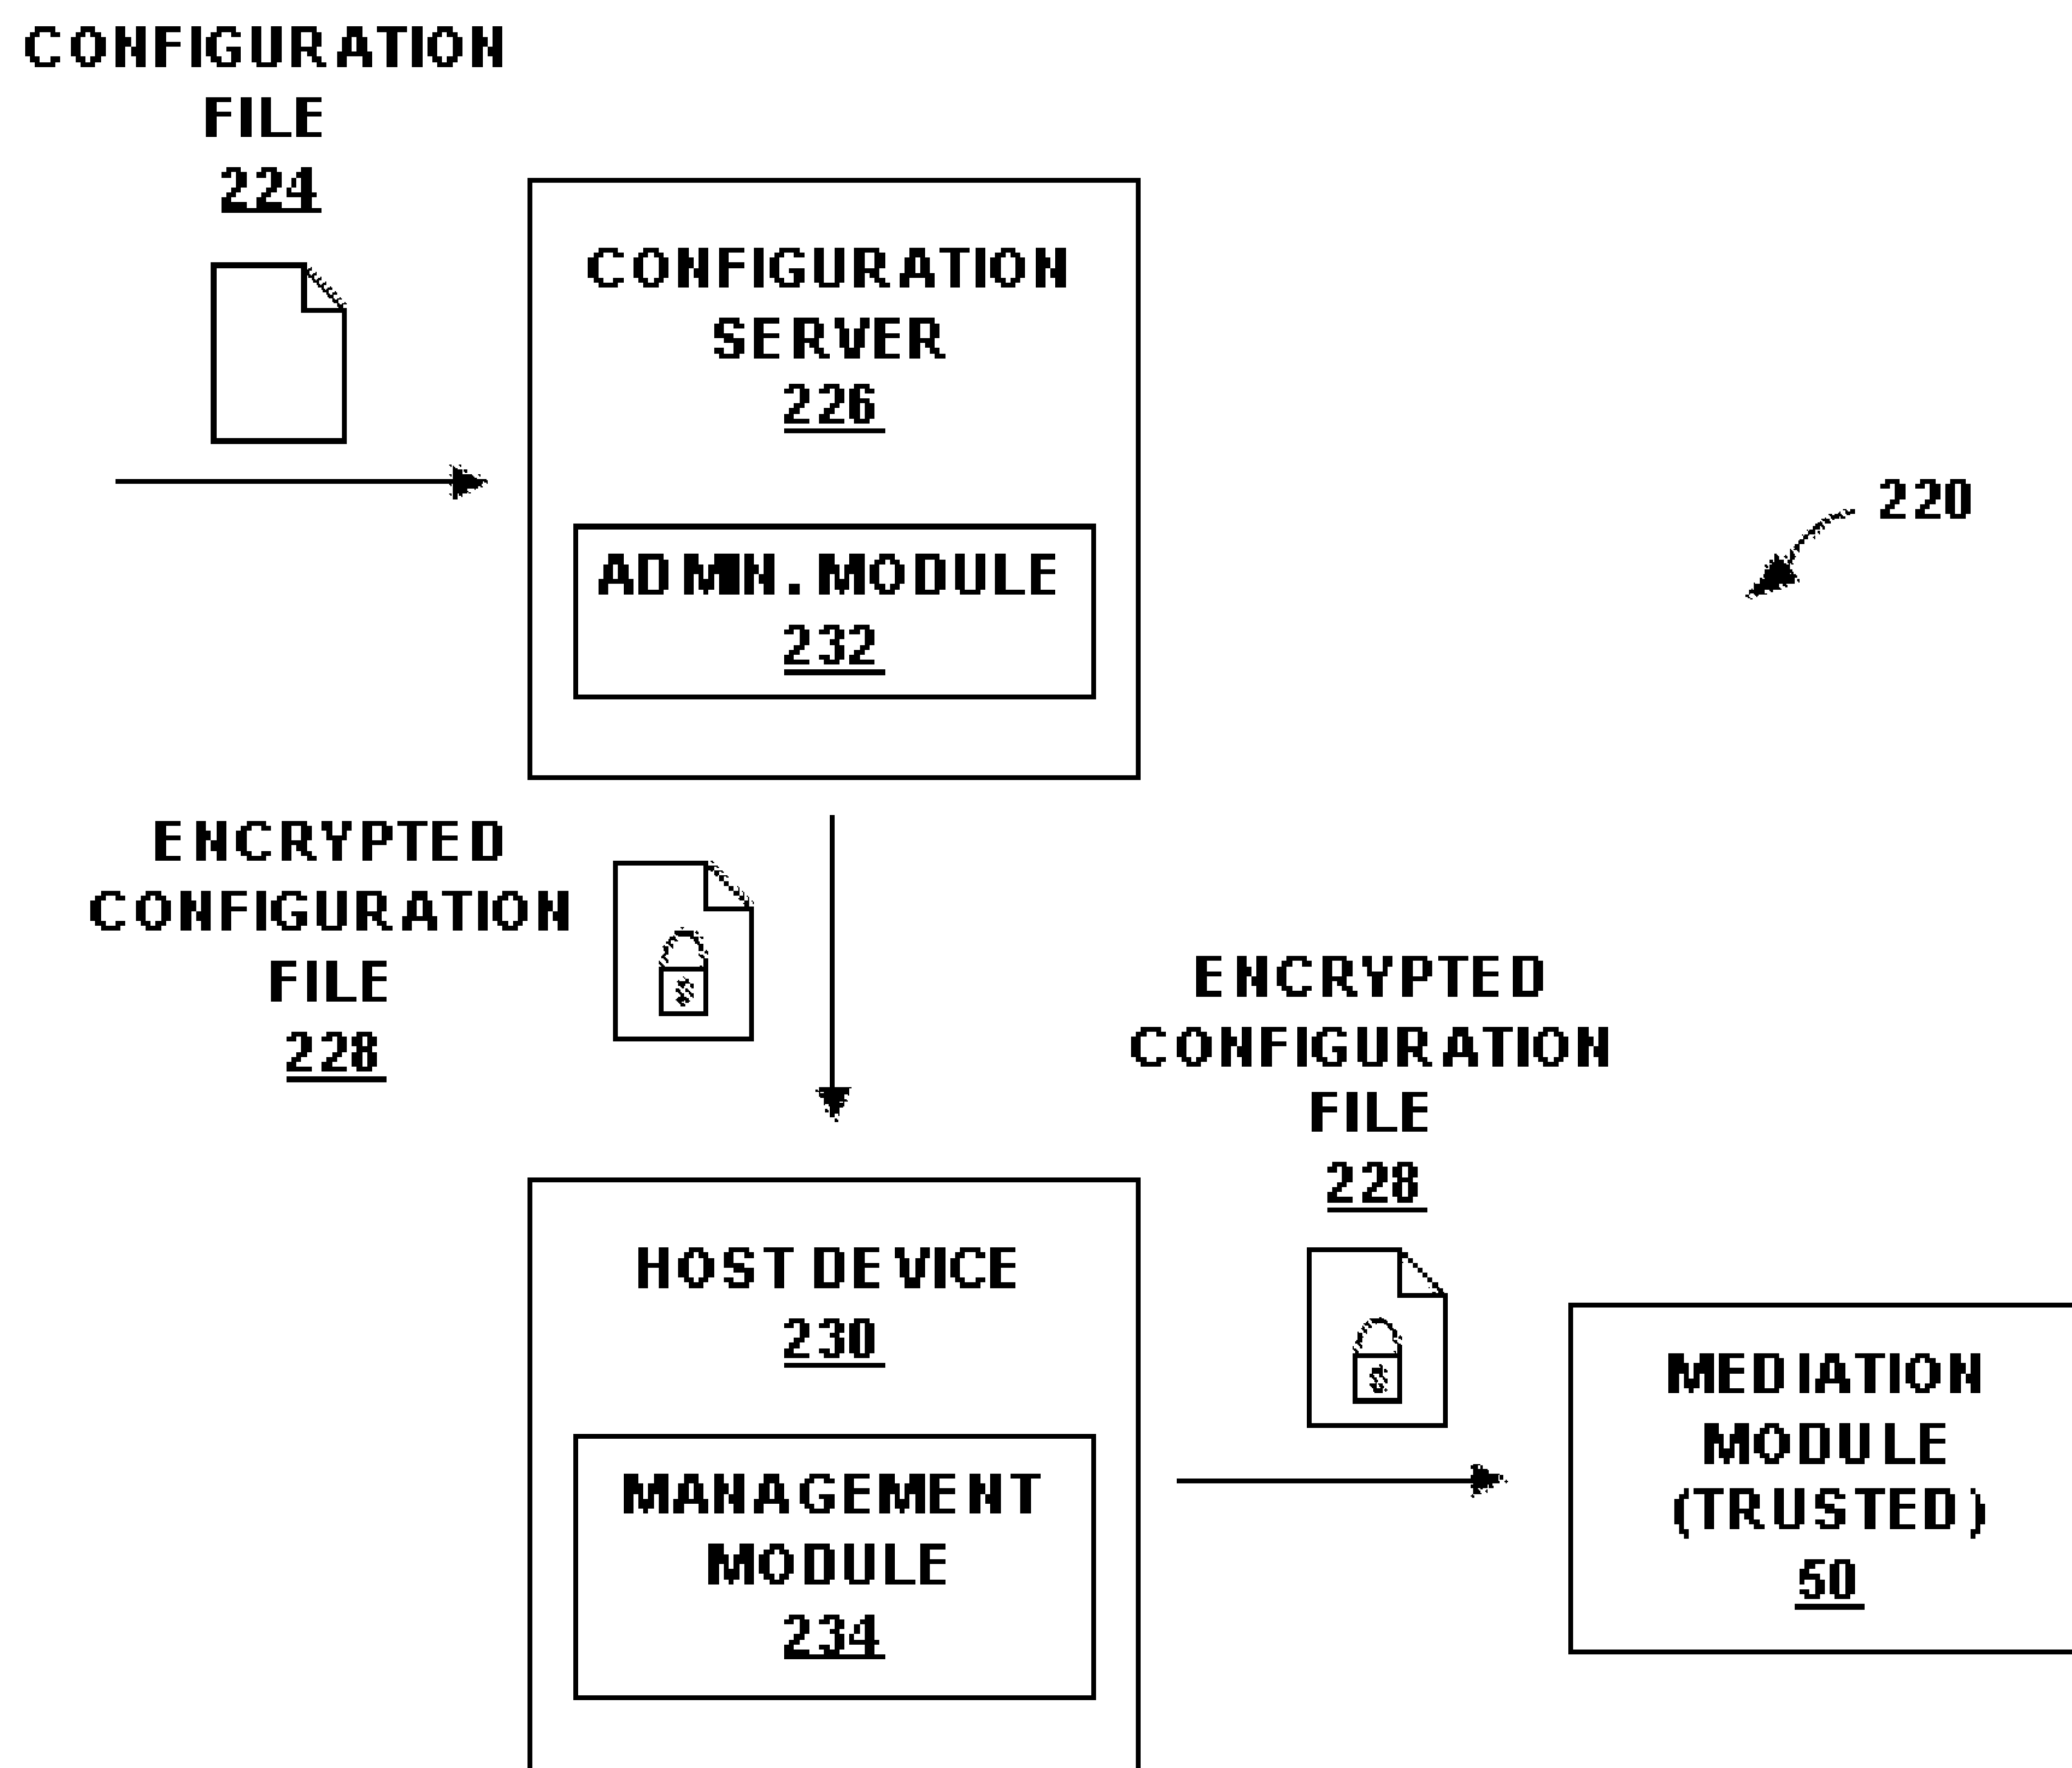 CONFIGURATION
FILE
224
CONFIGURATION
SERVER
226
ADMIN. MODULE
232
220
ENCRYPTED
CONFIGURATION
FILE
228
ENCRYPTED
CONFIGURATION
FILE
228
HOST DEVICE
230
MANAGEMENT
MODULE
234
MEDIATION
MODULE
(TRUSTED)
50